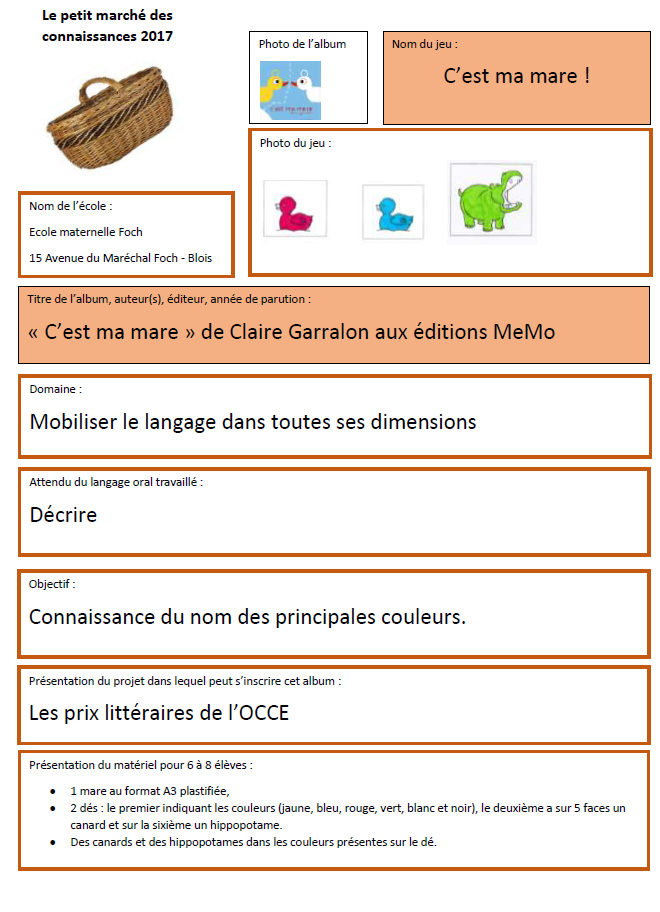 Le petit marché des
connaissances 2017
Photo de l'album
c'est ma mare
Nom du jeu :
C'est ma mare !
Photo du jeu :
Nom de l'école :
Ecole maternelle Foch
15 Avenue du Maréchal Foch - Blois
Titre de l'album, auteur(s), éditeur, année de parution :
« C'est ma mare » de Claire Garralon aux éditions MeMo
Domaine :
Mobiliser le langage dans toutes ses dimensions
Attendu du langage oral travaillé :
Décrire
Objectif :
Connaissance du nom des principales couleurs.
Présentation du projet dans lequel peut s'inscrire cet album :
Les prix littéraires de l'OCCE
Présentation du matériel pour 6 à 8 élèves :
• 1 mare au format A3 plastifiée,
• 2 dés : le premier indiquant les couleurs (jaune, bleu, rouge, vert, blanc et noir), le deuxième a sur 5 faces un
canard et sur la sixième un hippopotame.
• Des canards et des hippopotames dans les couleurs présentes sur le dé.